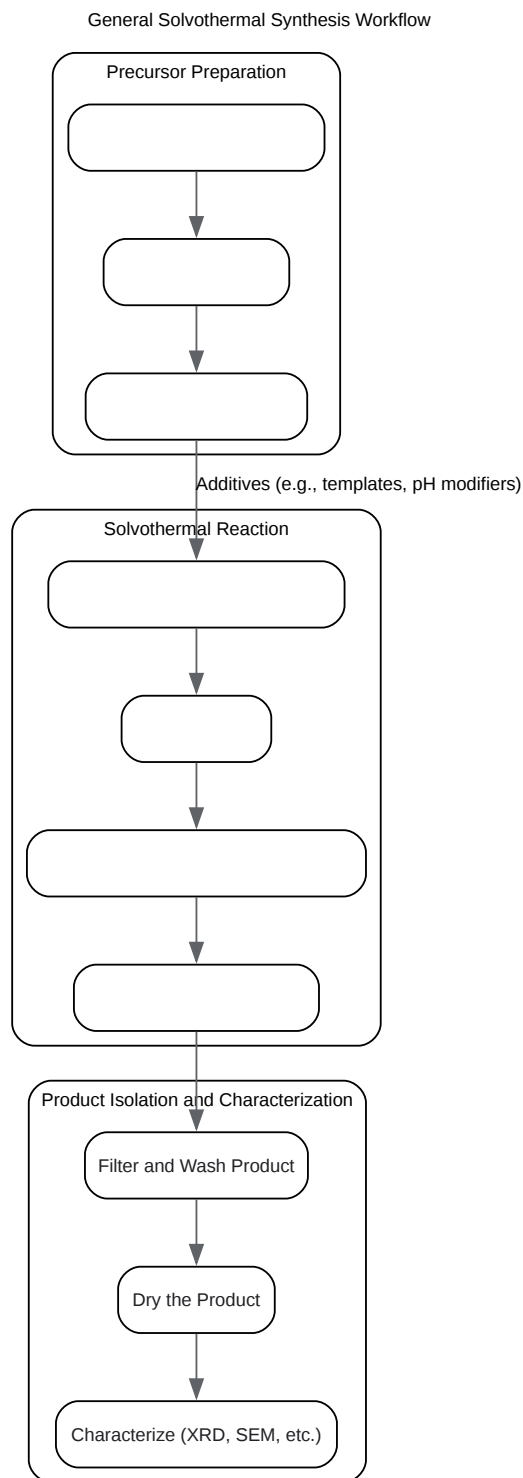 General Solvothermal Synthesis Workflow
Precursor Preparation
Additives (e.g., templates, pH modifiers)
Solvothermal Reaction
Product Isolation and Characterization
Filter and Wash Product
Dry the Product
Characterize (XRD, SEM, etc.)